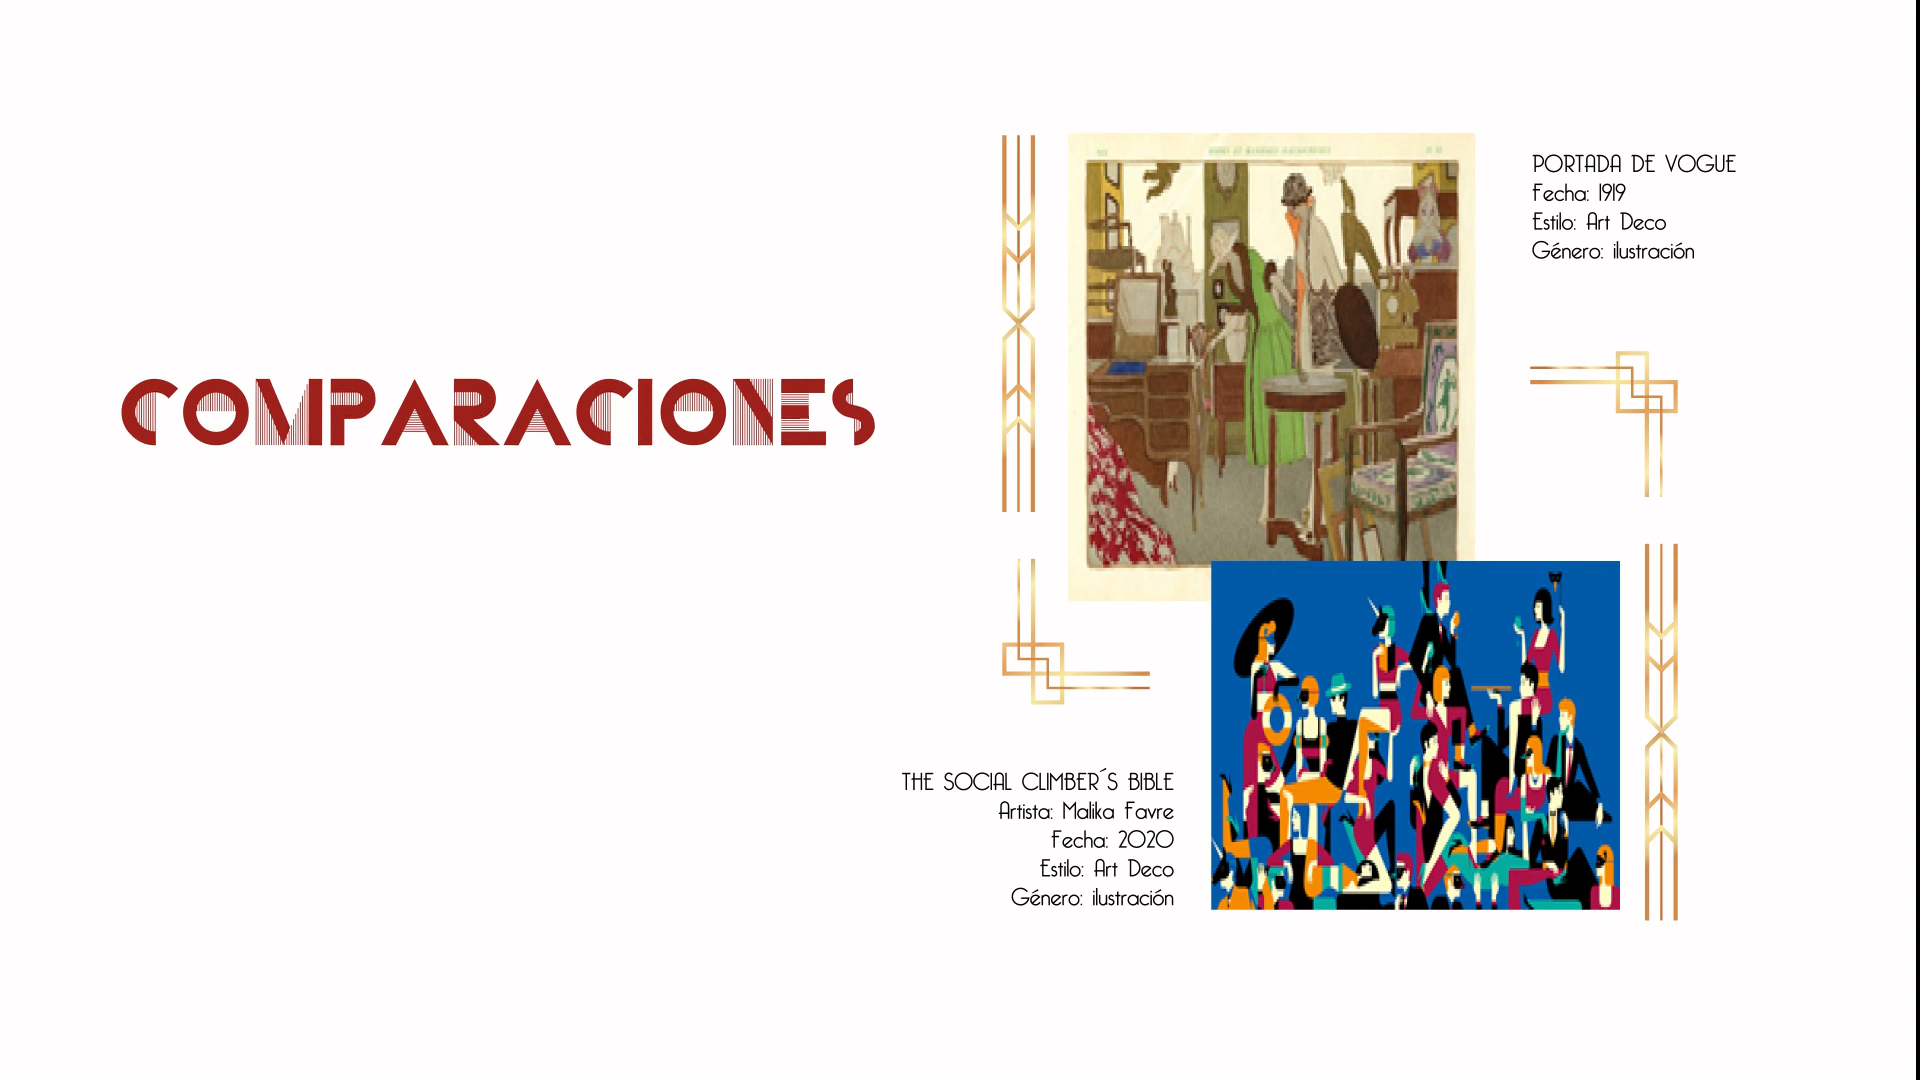 COMPARACIONES
PORTADA DE VOGUE
Fecha: 1919
Estilo: Art Deco
Género: ilustración
THE SOCIAL CLIMBER´S BIBLE
Artista: Malika Favre
Fecha: 2020
Estilo: Art Deco
Género: ilustración